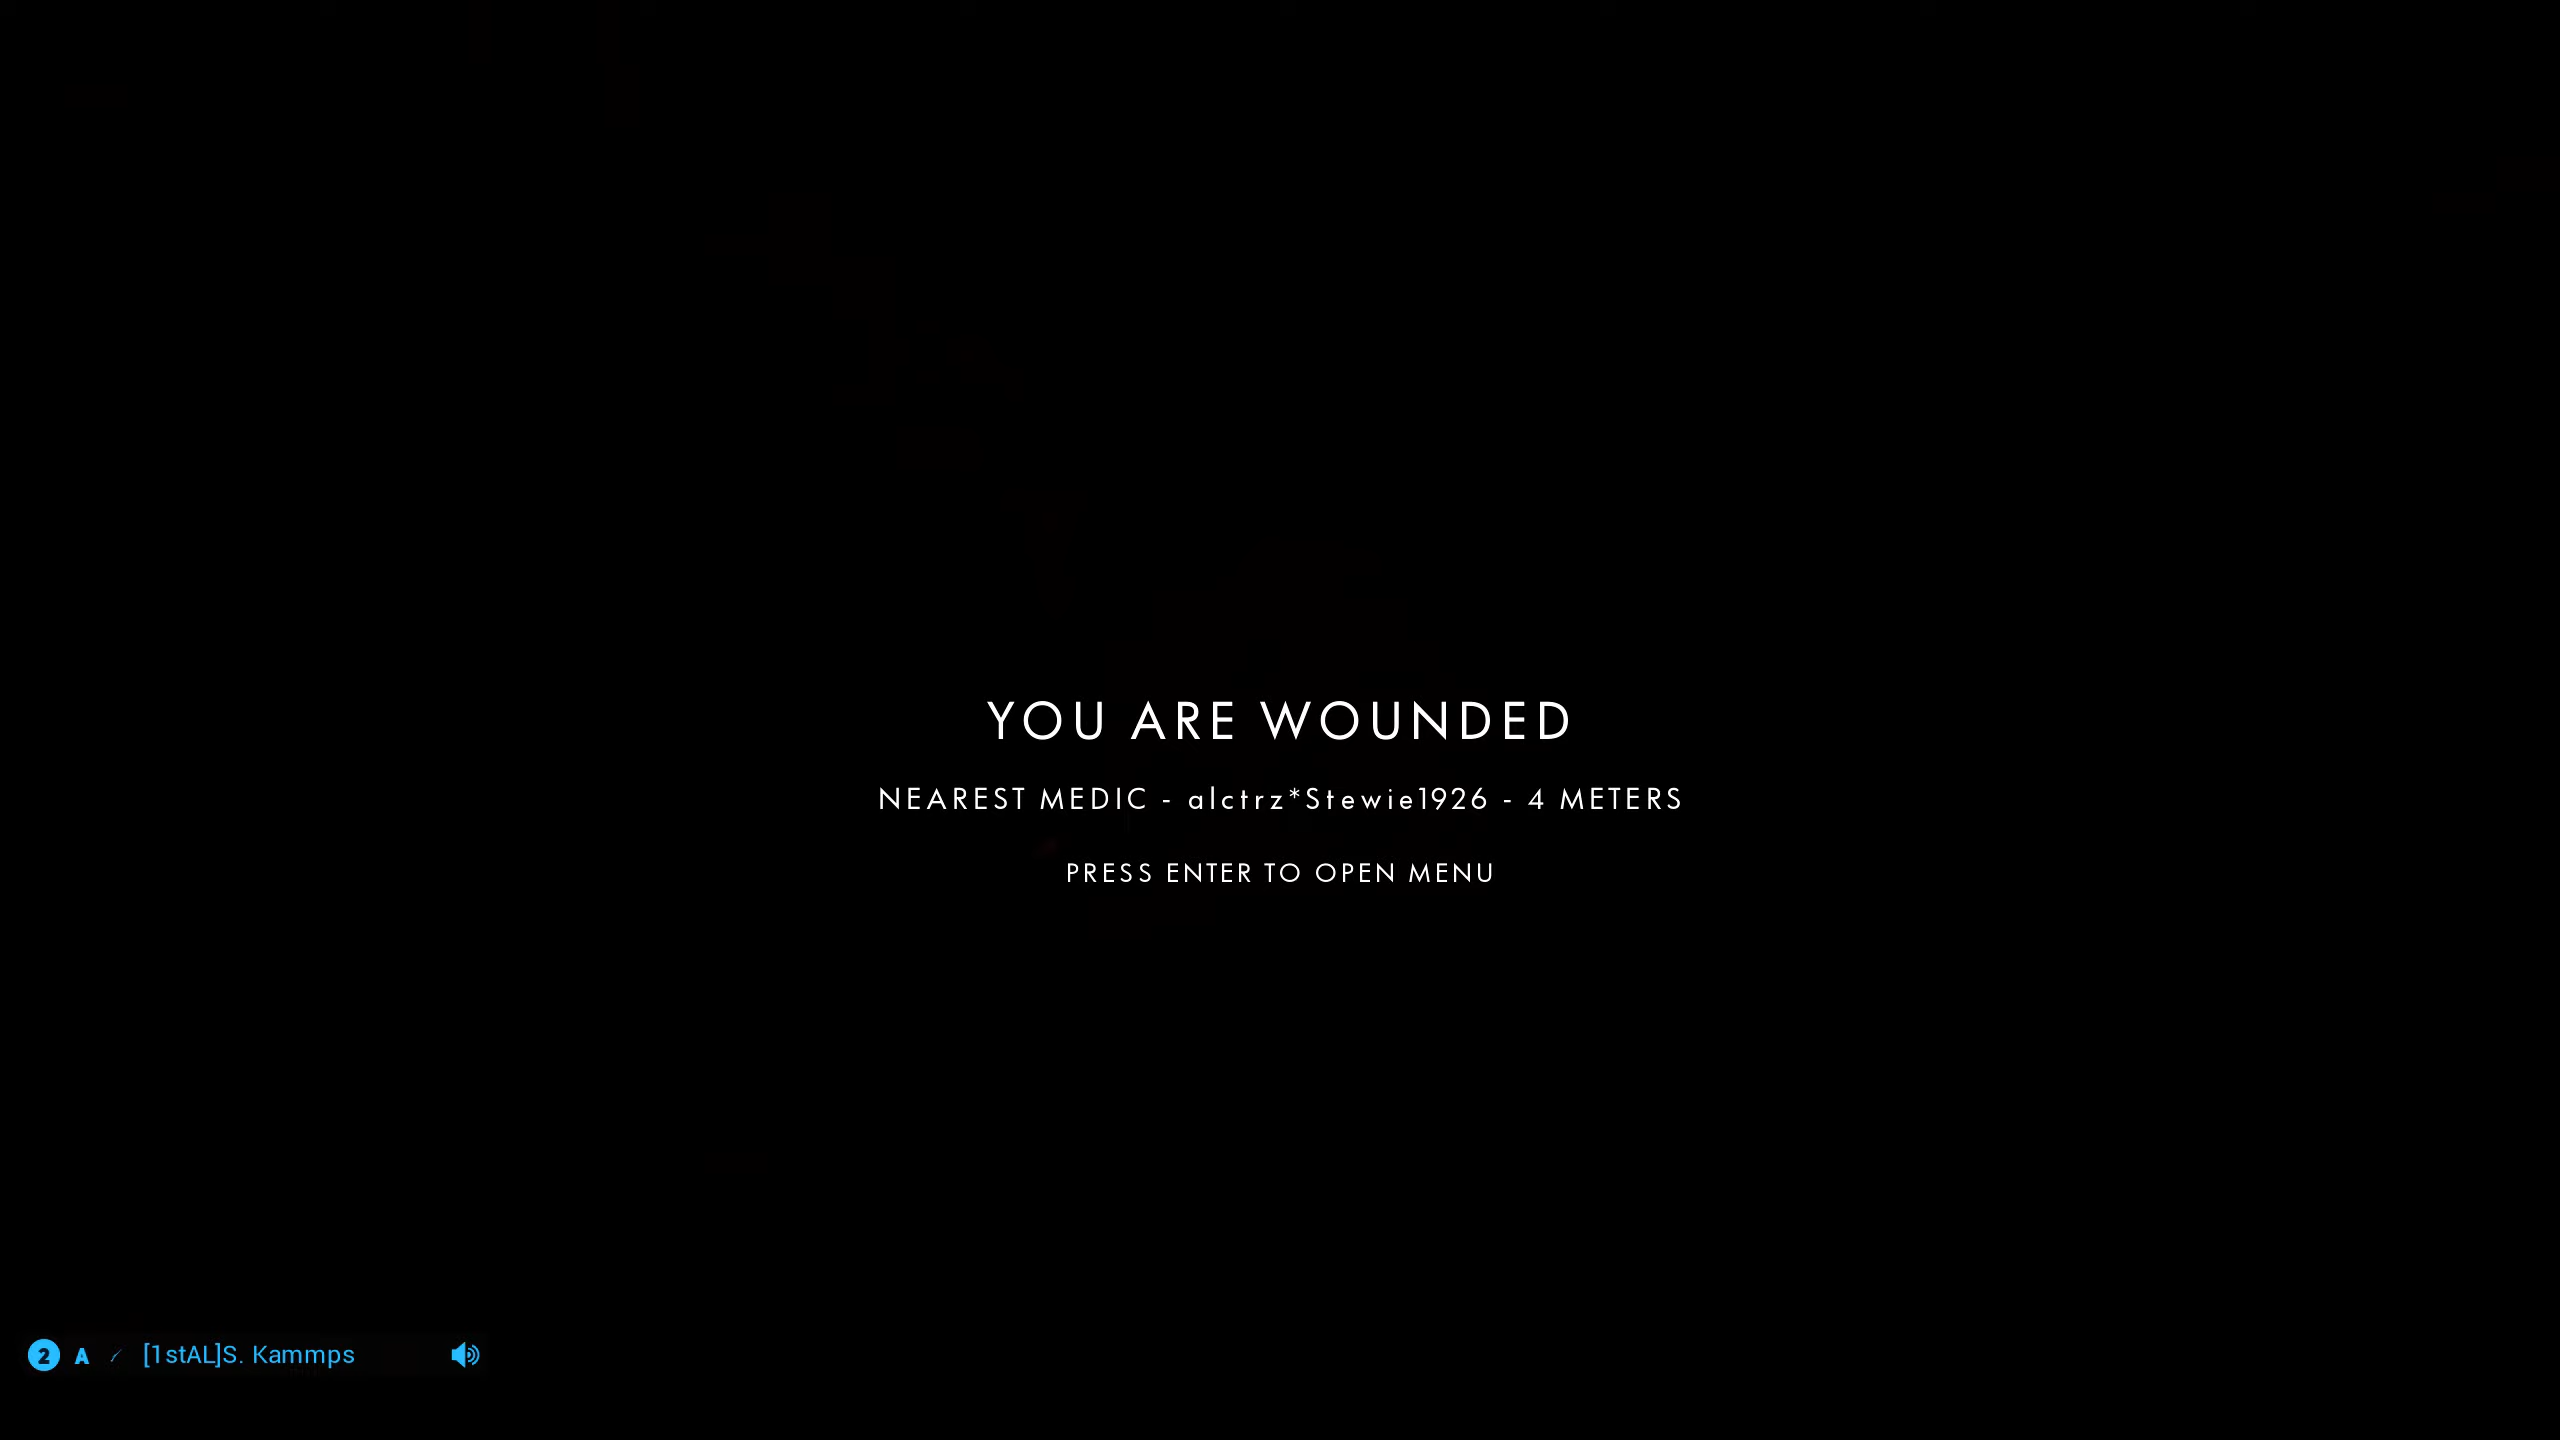 YOU ARE WOUNDED
NEAREST MEDIC - alctrz*Stewie1926 - 4 METERS
PRESS ENTER TO OPEN MENU
2 A [1stAL]S. Kammps